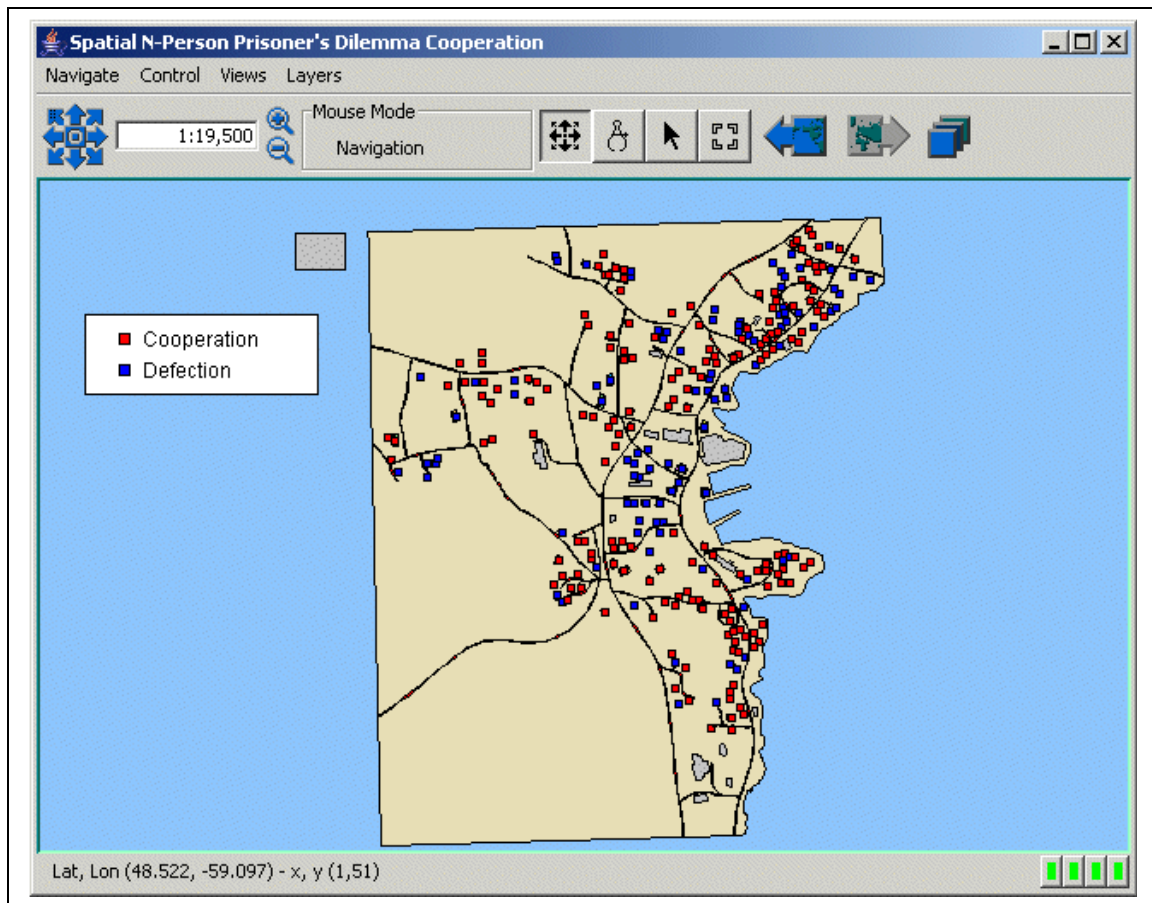 Spatial N-Person Prisoner's Dilemma Cooperation
Navigate Control Views Layers
1:19,500
Mouse Mode
Navigation
Cooperation
Defection
Lat, Lon (48.522, -59.097) - x, y (1,51)